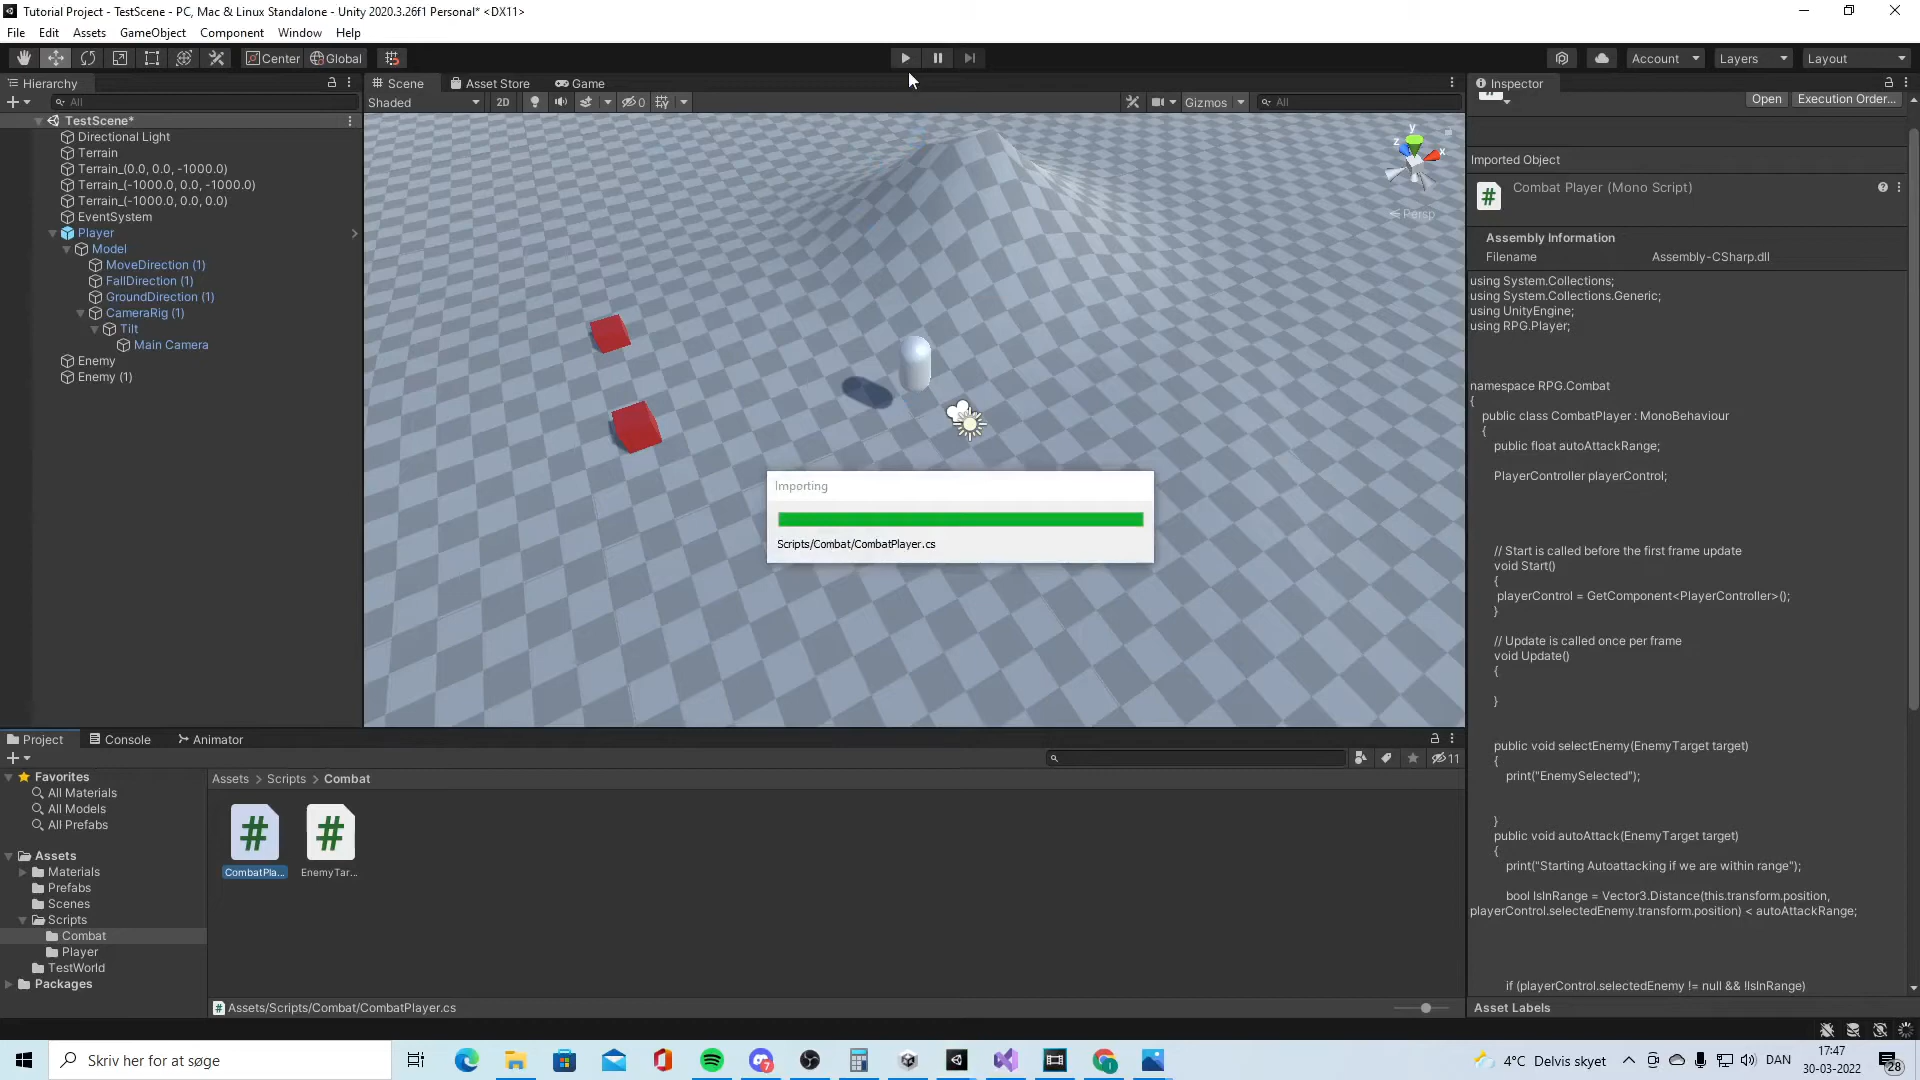 Tutorial Project - TestScene - PC, Mac & Linux Standalone - Unity 2020.3.26f1 Personal* <DX11>
File Edit Assets GameObject Component Window Help
Center Global Account Layers Layout
Hierarchy
All
TestScene*
Directional Light
Terrain
Terrain_(0.0, 0.0, -1000.0)
Terrain_(-1000.0, 0.0, -1000.0)
Terrain_(-1000.0, 0.0, 0.0)
EventSystem
Player
Model
MoveDirection (1)
FallDirection (1)
GroundDirection (1)
CameraRig (1)
Tilt
Main Camera
Enemy
Enemy (1)
Scene Asset Store Game
Shaded 2D 0 Gizmos All
y
z x
Persp
Importing
Scripts/Combat/CombatPlayer.cs
Inspector
Open Execution Order...
Imported Object
# Combat Player (Mono Script)
Assembly Information
Filename Assembly-CSharp.dll
using System.Collections;
using System.Collections.Generic;
using UnityEngine;
using RPG.Player;
namespace RPG.Combat
{
public class CombatPlayer : MonoBehaviour
{
public float autoAttackRange;
PlayerController playerControl;
// Start is called before the first frame update
void Start()
{
playerControl = GetComponent<PlayerController>();
}
// Update is called once per frame
void Update()
{
}
public void selectEnemy(EnemyTarget target)
{
print("EnemySelected");
}
public void autoAttack(EnemyTarget target)
{
print("Starting Autoattacking if we are within range");
bool IsInRange = Vector3.Distance(this.transform.position,
playerControl.selectedEnemy.transform.position) < autoAttackRange;
if (playerControl.selectedEnemy != null && !IsInRange)
Asset Labels
Project Console Animator
11
Favorites
All Materials
All Models
All Prefabs
Assets
Materials
Prefabs
Scenes
Scripts
Combat
Player
TestWorld
Packages
Assets > Scripts > Combat
# #
CombatPla... EnemyTar...
Assets/Scripts/Combat/CombatPlayer.cs
Skriv her for at søge
7
4°C Delvis skyet
DAN
17:47
30-03-2022
28